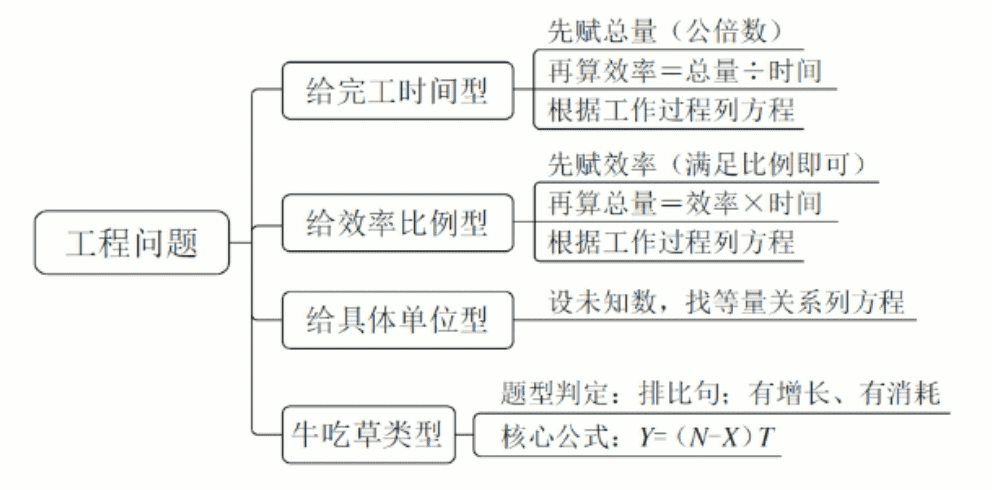 工程问题
给完工时间型
先赋总量（公倍数）
再算效率＝总量÷时间
根据工作过程列方程
给效率比例型
先赋效率（满足比例即可）
再算总量＝效率×时间
根据工作过程列方程
给具体单位型
设未知数，找等量关系列方程
牛吃草类型
题型判定：排比句；有增长、有消耗
核心公式：Y=（N-X）T